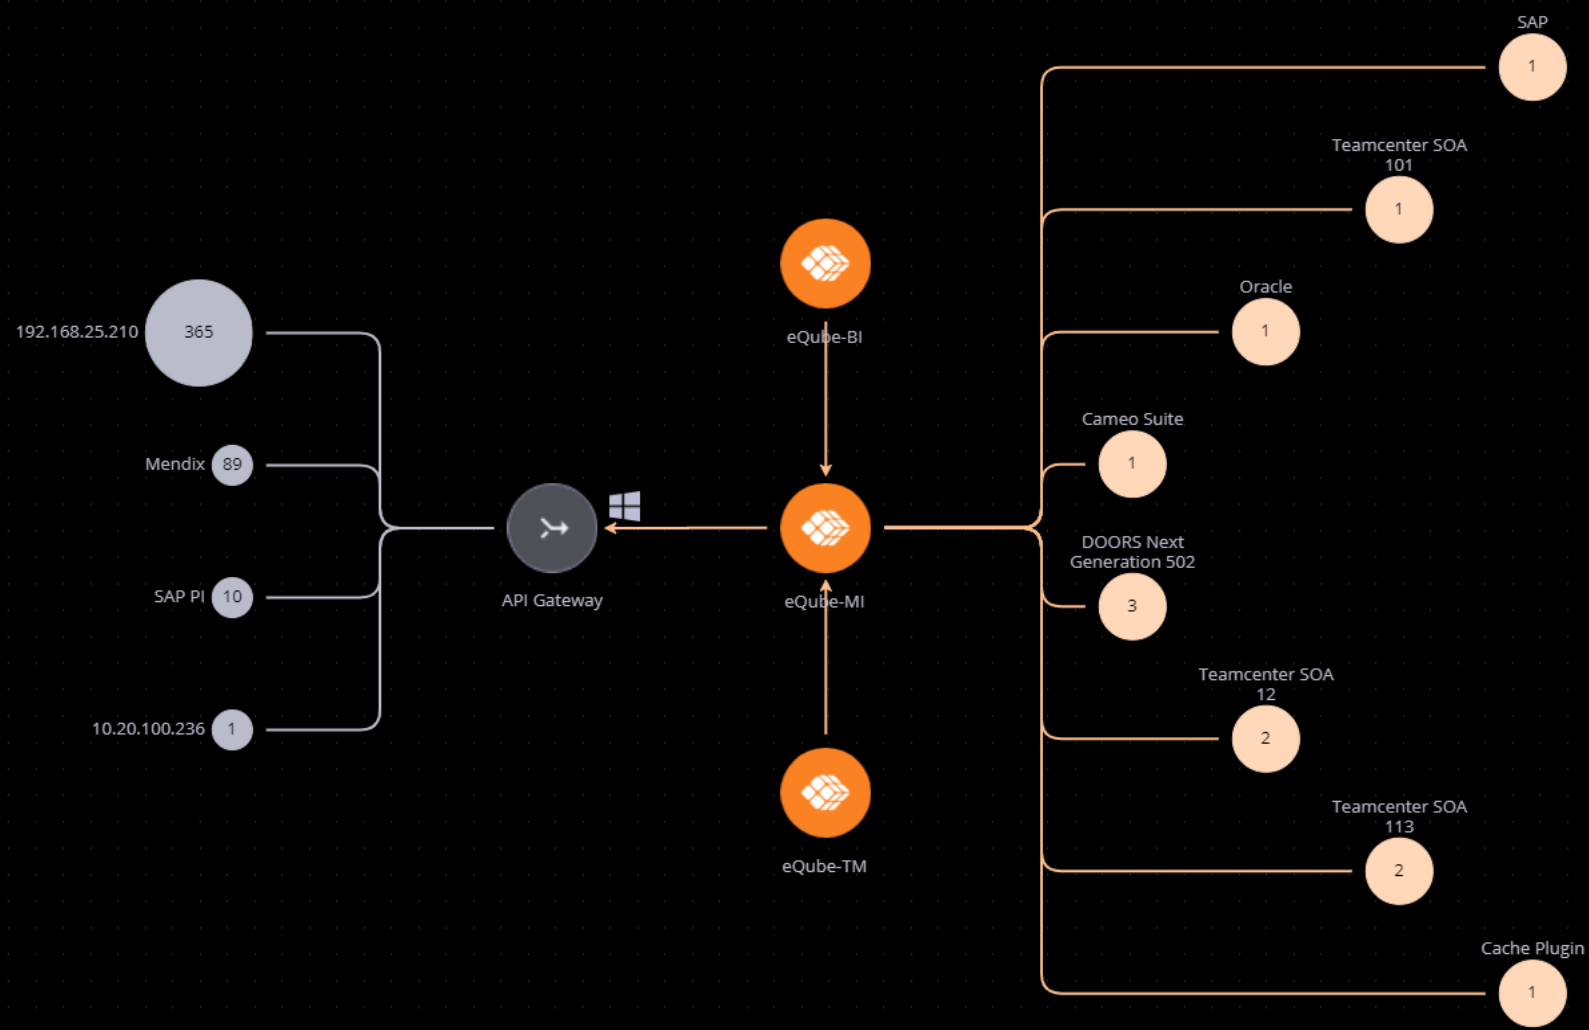 SAP
1
Teamcenter SOA
101
1
Oracle
1
eQube-BI
192.168.25.210
365
Cameo Suite
1
Mendix
89
DOORS Next
Generation 502
3
SAP PI
10
API Gateway
eQube-MI
Teamcenter SOA
12
2
10.20.100.236
1
Teamcenter SOA
113
2
eQube-TM
Cache Plugin
1